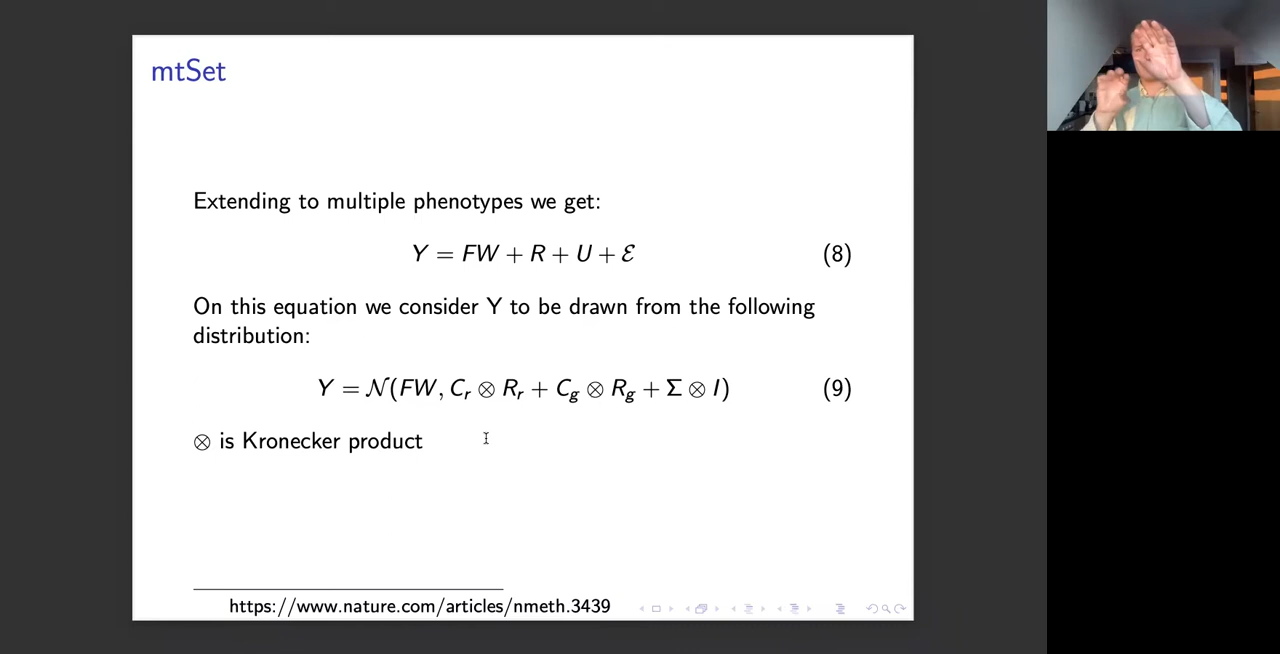 mtSet
Extending to multiple phenotypes we get:
Y = FW + R + U + ℰ (8)
On this equation we consider Y to be drawn from the following
distribution:
Y = 𝒩(FW, C_r ⊗ R_r + C_g ⊗ R_g + Σ ⊗ I) (9)
⊗ is Kronecker product
https://www.nature.com/articles/nmeth.3439